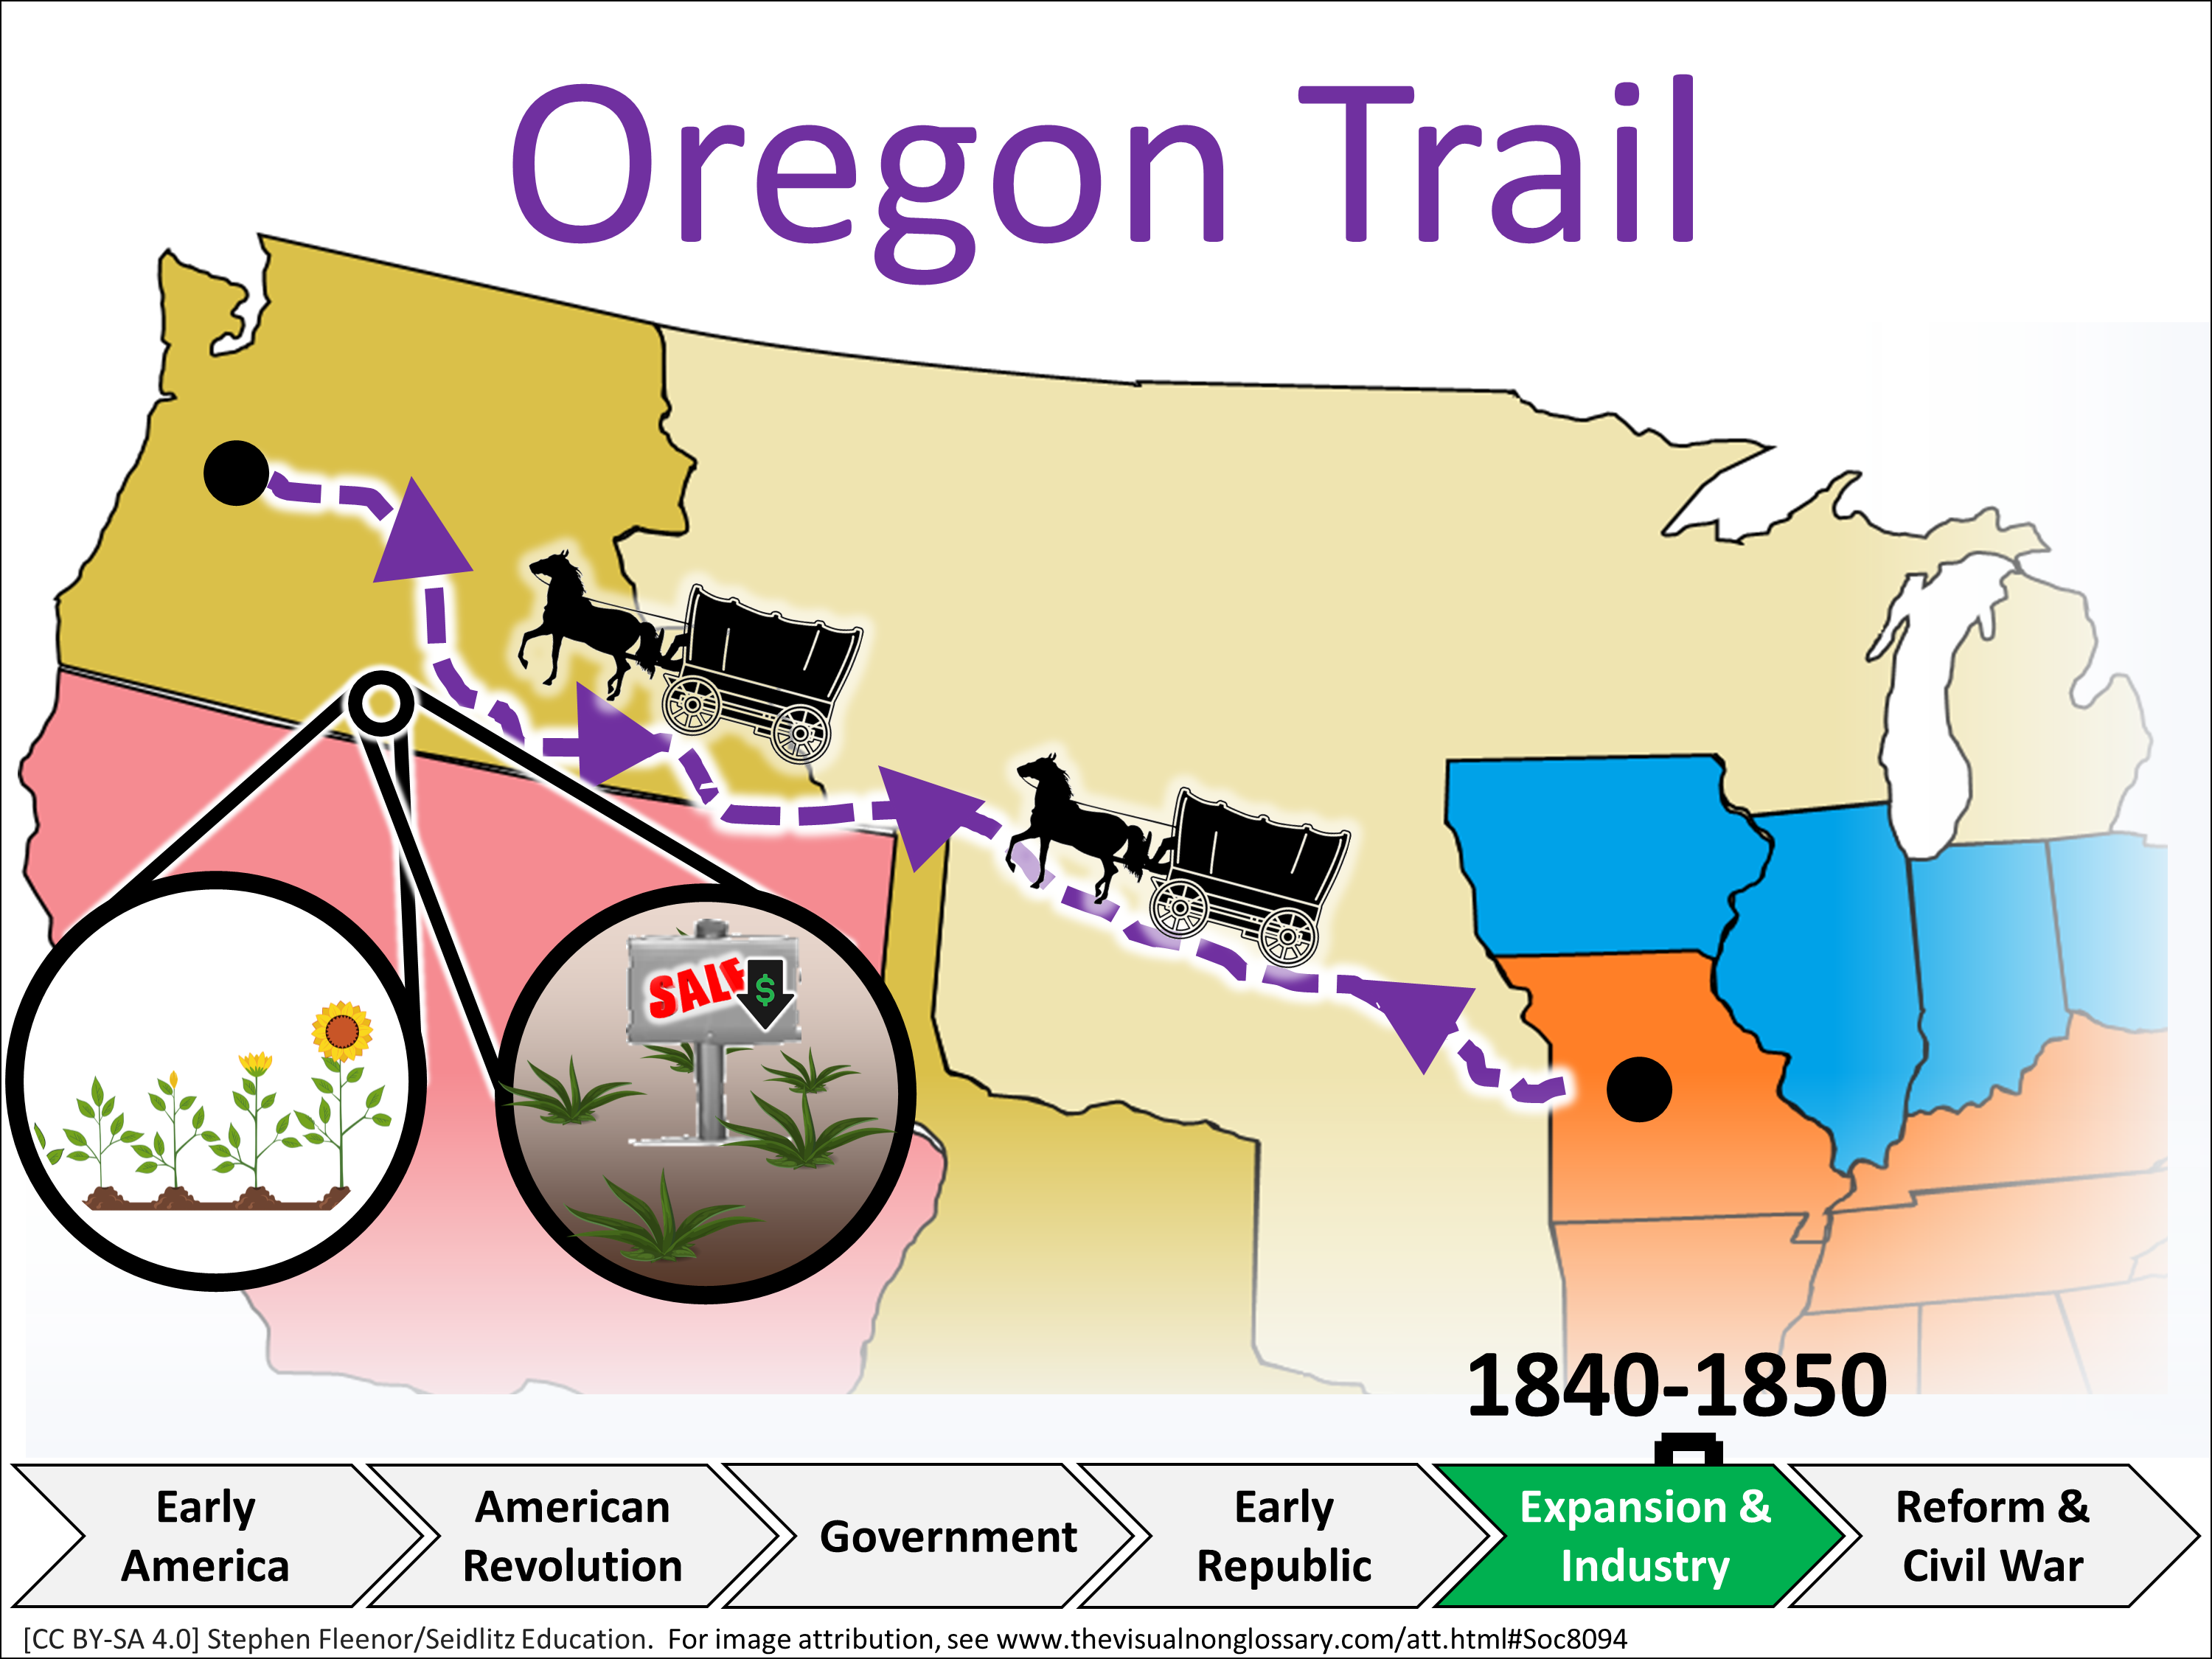 Oregon Trail
SALE
$
1840-1850
Early
America
American
Revolution
Government
Early
Republic
Expansion &
Industry
Reform &
Civil War
[CC BY-SA 4.0] Stephen Fleenor/Seidlitz Education.  For image attribution, see www.thevisualnonglossary.com/att.html#Soc8094